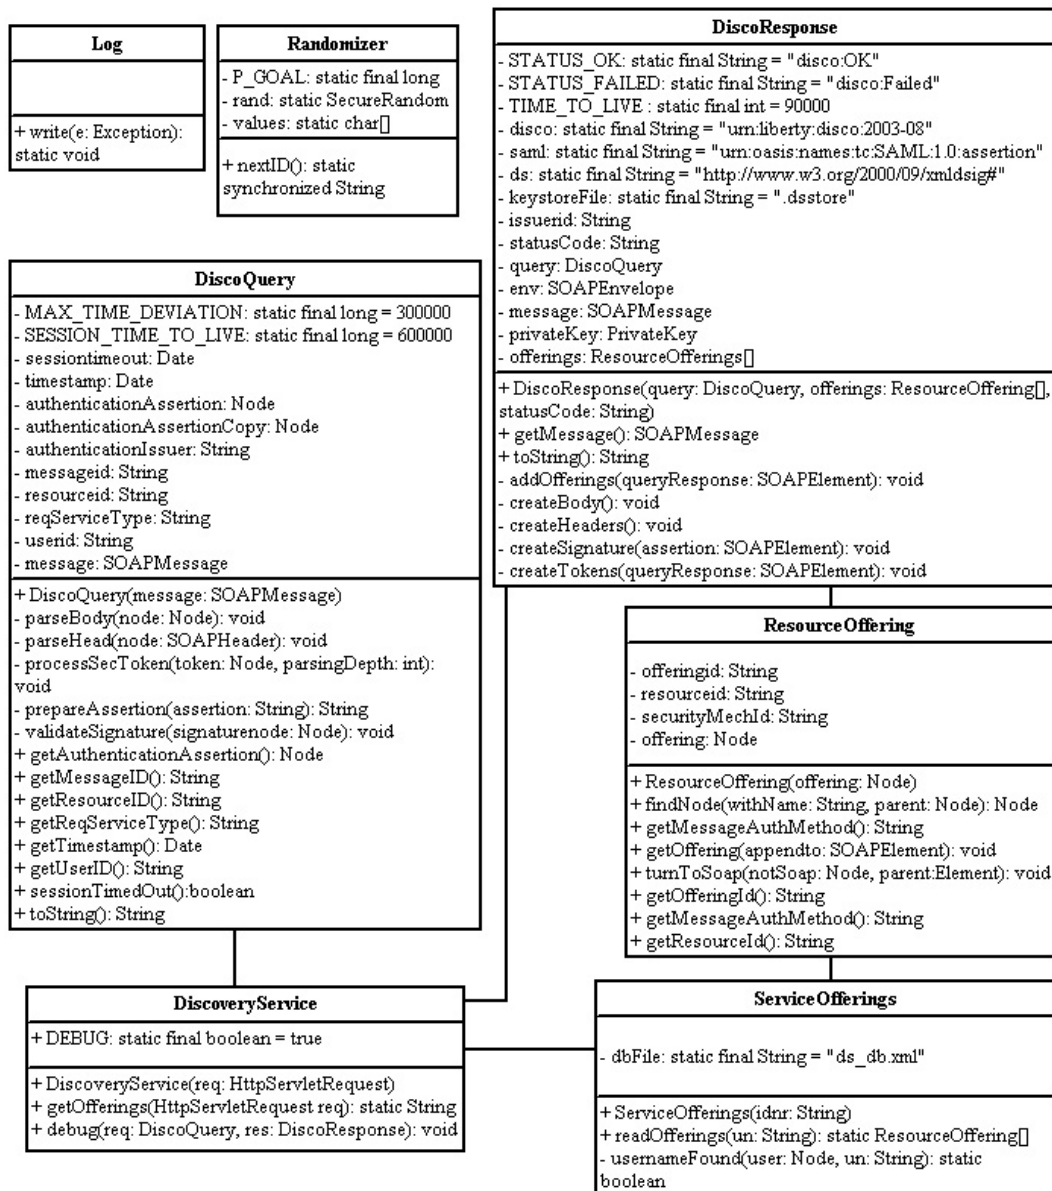 Log
+ write(e: Exception):
static void
Randomizer
- P_GOAL: static final long
- rand: static SecureRandom
- values: static char[]
+ nextID(): static
synchronized String
DiscoResponse
- STATUS_OK: static final String = "disco:OK"
- STATUS_FAILED: static final String = "disco:Failed"
- TIME_TO_LIVE : static final int = 90000
- disco: static final String = "urn:liberty:disco:2003-08"
- saml: static final String = "urn:oasis:names:tc:SAML:1.0:assertion"
- ds: static final String = "http://www.w3.org/2000/09/xmldsig#"
- keystoreFile: static final String = ".dsstore"
- issuerid: String
- statusCode: String
- query: DiscoQuery
- env: SOAPEnvelope
- message: SOAPMessage
- privateKey: PrivateKey
- offerings: ResourceOfferings[]
+ DiscoResponse(query: DiscoQuery, offerings: ResourceOffering[],
statusCode: String)
+ getMessage(): SOAPMessage
+ toString(): String
- addOfferings(queryResponse: SOAPElement): void
- createBody(): void
- createHeaders(): void
- createSignature(assertion: SOAPElement): void
- createTokens(queryResponse: SOAPElement): void
DiscoQuery
- MAX_TIME_DEVIATION: static final long = 300000
- SESSION_TIME_TO_LIVE: static final long = 600000
- sessiontimeout: Date
- timestamp: Date
- authenticationAssertion: Node
- authenticationAssertionCopy: Node
- authenticationIssuer: String
- messageid: String
- resourceid: String
- reqServiceType: String
- userid: String
- message: SOAPMessage
+ DiscoQuery(message: SOAPMessage)
- parseBody(node: Node): void
- parseHead(node: SOAPHeader): void
- processSecToken(token: Node, parsingDepth: int):
void
- prepareAssertion(assertion: String): String
- validateSignature(signaturenode: Node): void
+ getAuthenticationAssertion(): Node
+ getMessageID(): String
+ getResourceID(): String
+ getReqServiceType(): String
+ getTimestamp(): Date
+ getUserID(): String
+ sessionTimedOut():boolean
+ toString(): String
ResourceOffering
- offeringid: String
- resourceid: String
- securityMechId: String
- offering: Node
+ ResourceOffering(offering: Node)
+ findNode(withName: String, parent: Node): Node
+ getMessageAuthMethod(): String
+ getOffering(appendto: SOAPElement): void
+ turnToSoap(notSoap: Node, parent:Element): void
+ getOfferingId(): String
+ getMessageAuthMethod(): String
+ getResourceId(): String
DiscoveryService
+ DEBUG: static final boolean = true
+ DiscoveryService(req: HttpServletRequest)
+ getOfferings(HttpServletRequest req): static String
+ debug(req: DiscoQuery, res: DiscoResponse): void
ServiceOfferings
- dbFile: static final String = "ds_db.xml"
+ ServiceOfferings(idnr: String)
+ readOfferings(un: String): static ResourceOffering[]
- usernameFound(user: Node, un: String): static
boolean